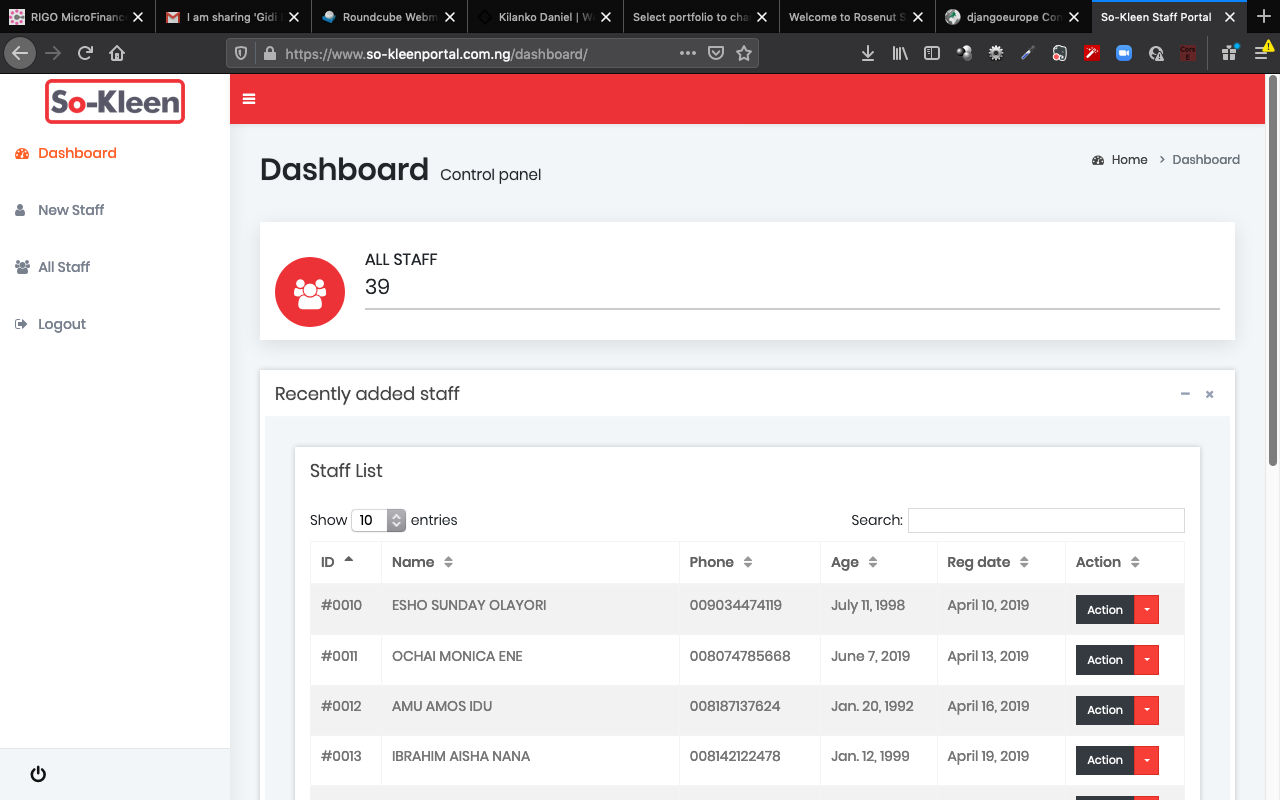 RIGO MicroFinanc
I am sharing 'Gidi
Roundcube Webm
Kilanko Daniel | W
Select portfolio to cha
Welcome to Rosenut S
djangoeurope Con
So-Kleen Staff Portal
https://www.so-kleenportal.com.ng/dashboard/
So-Kleen
Dashboard
New Staff
All Staff
Logout
Dashboard Control panel
Home > Dashboard
ALL STAFF
39
Recently added staff
Staff List
Show 10 entries
Search:
ID Name Phone Age Reg date Action
#0010 ESHO SUNDAY OLAYORI 009034474119 July 11, 1998 April 10, 2019 Action
#0011 OCHAI MONICA ENE 008074785668 June 7, 2019 April 13, 2019 Action
#0012 AMU AMOS IDU 008187137624 Jan. 20, 1992 April 16, 2019 Action
#0013 IBRAHIM AISHA NANA 008142122478 Jan. 12, 1999 April 19, 2019 Action